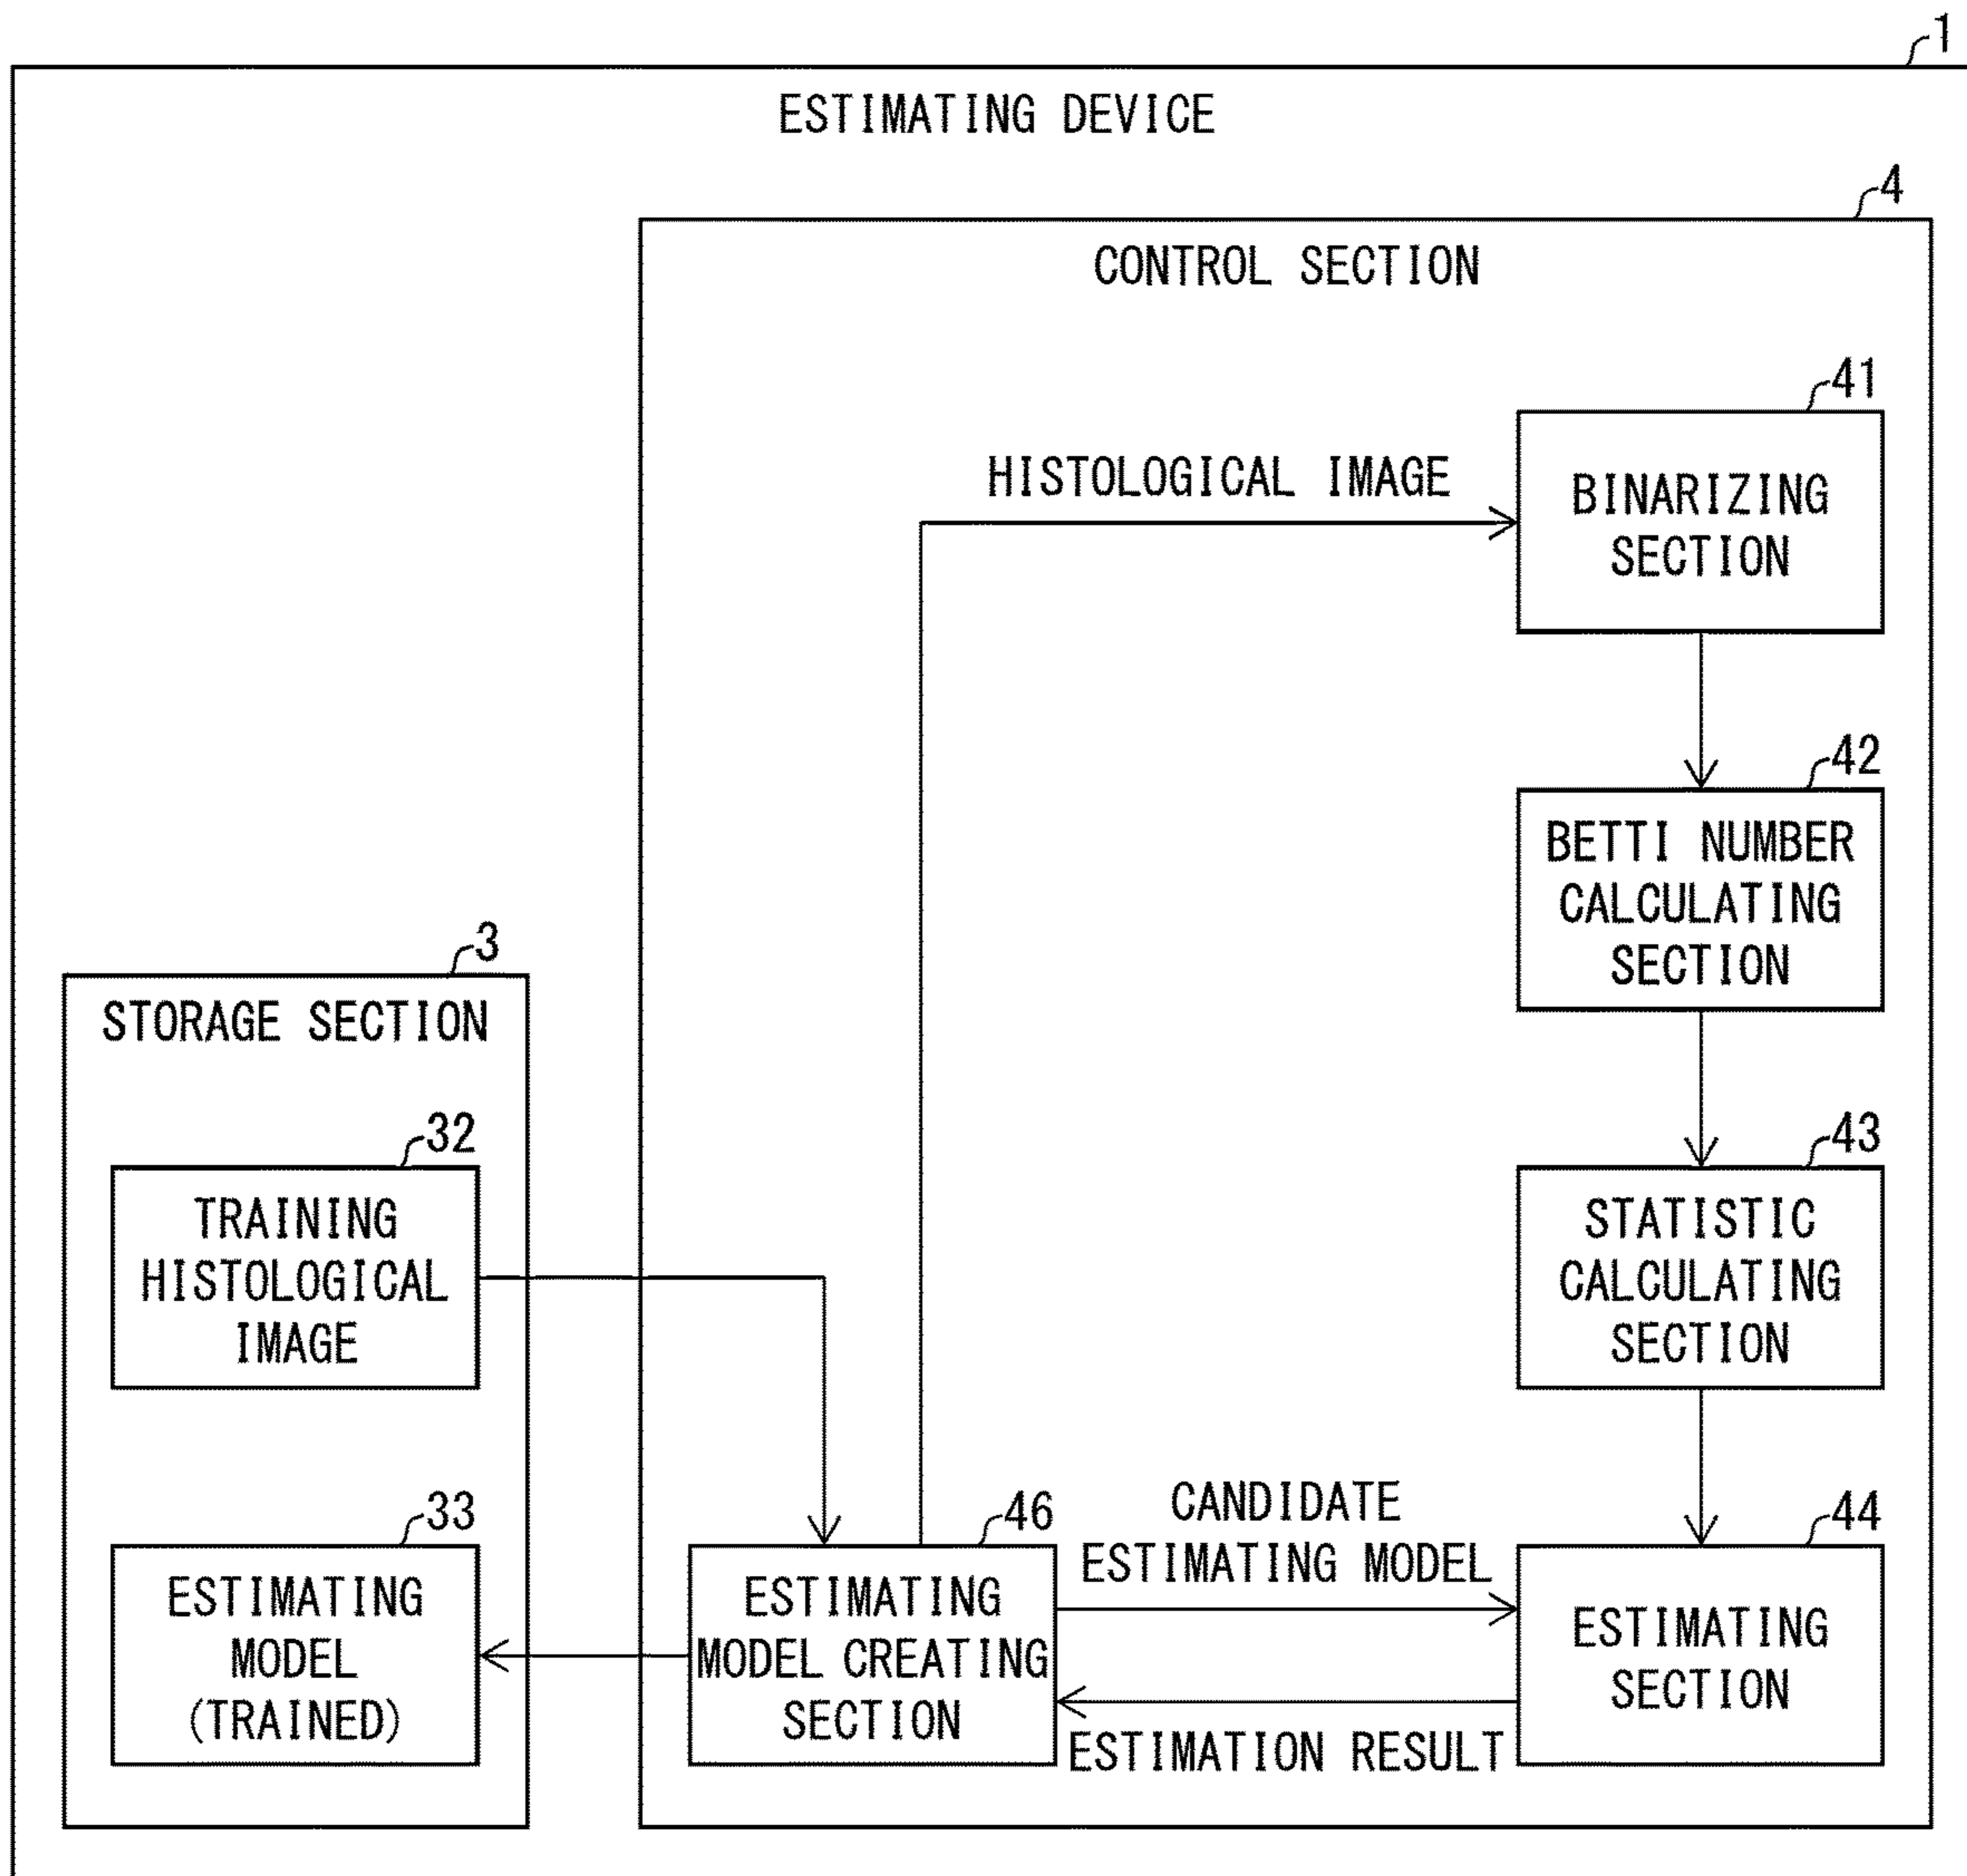 1
ESTIMATING DEVICE
4
CONTROL SECTION
41
HISTOLOGICAL IMAGE
BINARIZING
SECTION
42
BETTI NUMBER
CALCULATING
SECTION
3
STORAGE SECTION
32
TRAINING
HISTOLOGICAL
IMAGE
43
STATISTIC
CALCULATING
SECTION
33
ESTIMATING
MODEL
(TRAINED)
46
ESTIMATING
MODEL CREATING
SECTION
CANDIDATE
ESTIMATING MODEL
ESTIMATION RESULT
44
ESTIMATING
SECTION